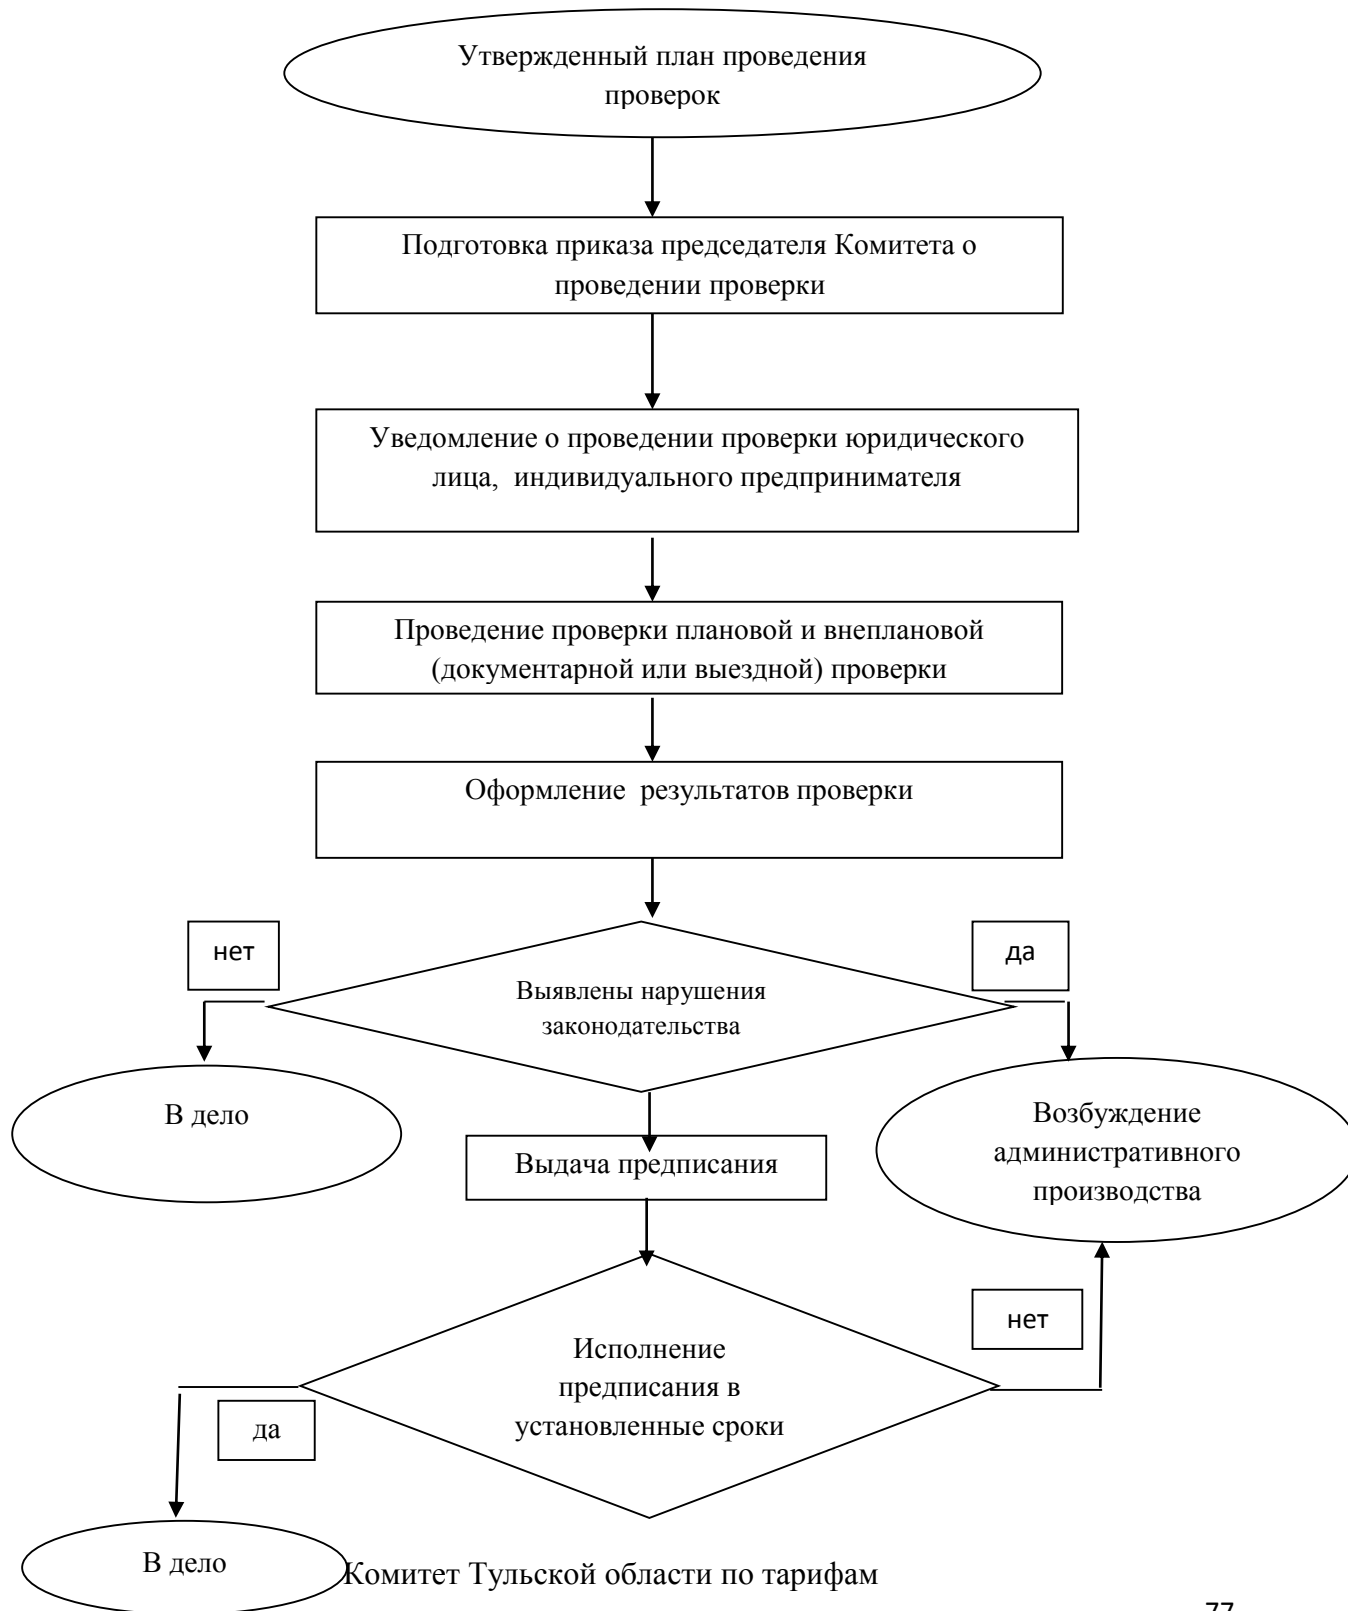 Утвержденный план проведения
проверок
Подготовка приказа председателя Комитета о
проведении проверки
Уведомление о проведении проверки юридического
лица,  индивидуального предпринимателя
Проведение проверки плановой и внеплановой
(документарной или выездной) проверки
Оформление  результатов проверки
нет
да
Выявлены нарушения
законодательства
В дело
Возбуждение
административного
производства
Выдача предписания
нет
Исполнение
предписания в
установленные сроки
да
В дело
Комитет Тульской области по тарифам
77